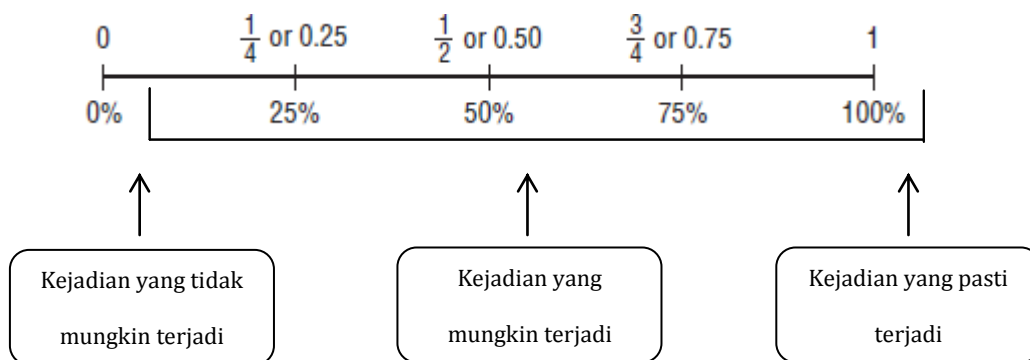 0 1/4 or 0.25 1/2 or 0.50 3/4 or 0.75 1
0% 25% 50% 75% 100%
Kejadian yang tidak
mungkin terjadi
Kejadian yang
mungkin terjadi
Kejadian yang pasti
terjadi